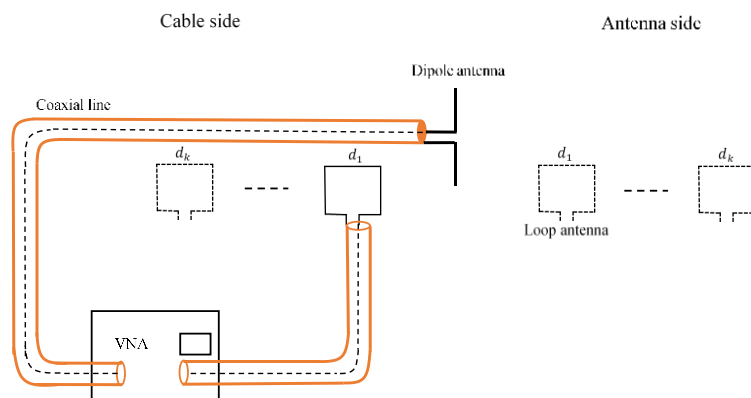 Cable side
Antenna side
Dipole antenna
Coaxial line
d_k
d_1
d_1
d_k
Loop antenna
VNA